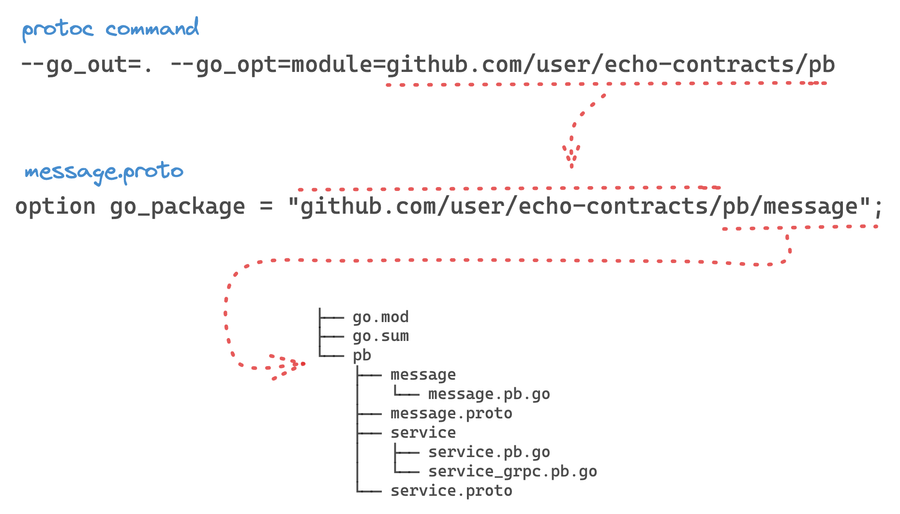 protoc command
--go_out=. --go_opt=module=github.com/user/echo-contracts/pb
message.proto
option go_package = "github.com/user/echo-contracts/pb/message";
├── go.mod
├── go.sum
└── pb
    ├── message
    │   └── message.pb.go
    ├── message.proto
    ├── service
    │   ├── service.pb.go
    │   └── service_grpc.pb.go
    └── service.proto